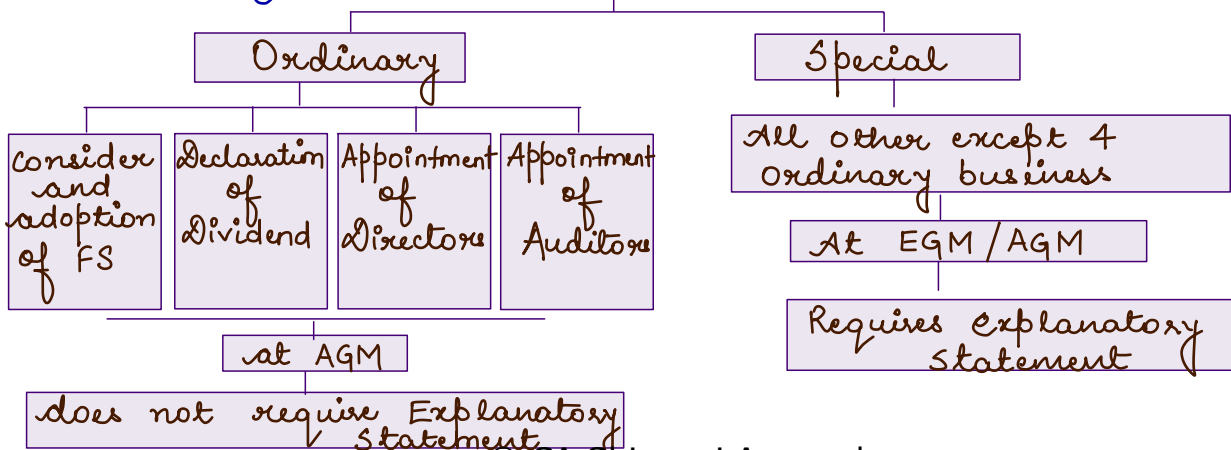 Ordinary
Special
consider
and
adoption
of FS
Declaration
of
Dividend
Appointment
of
Directors
Appointment
of
Auditors
All other except 4
ordinary business
At EGM / AGM
Requires explanatory
statement
at AGM
does not require Explanatory
statement